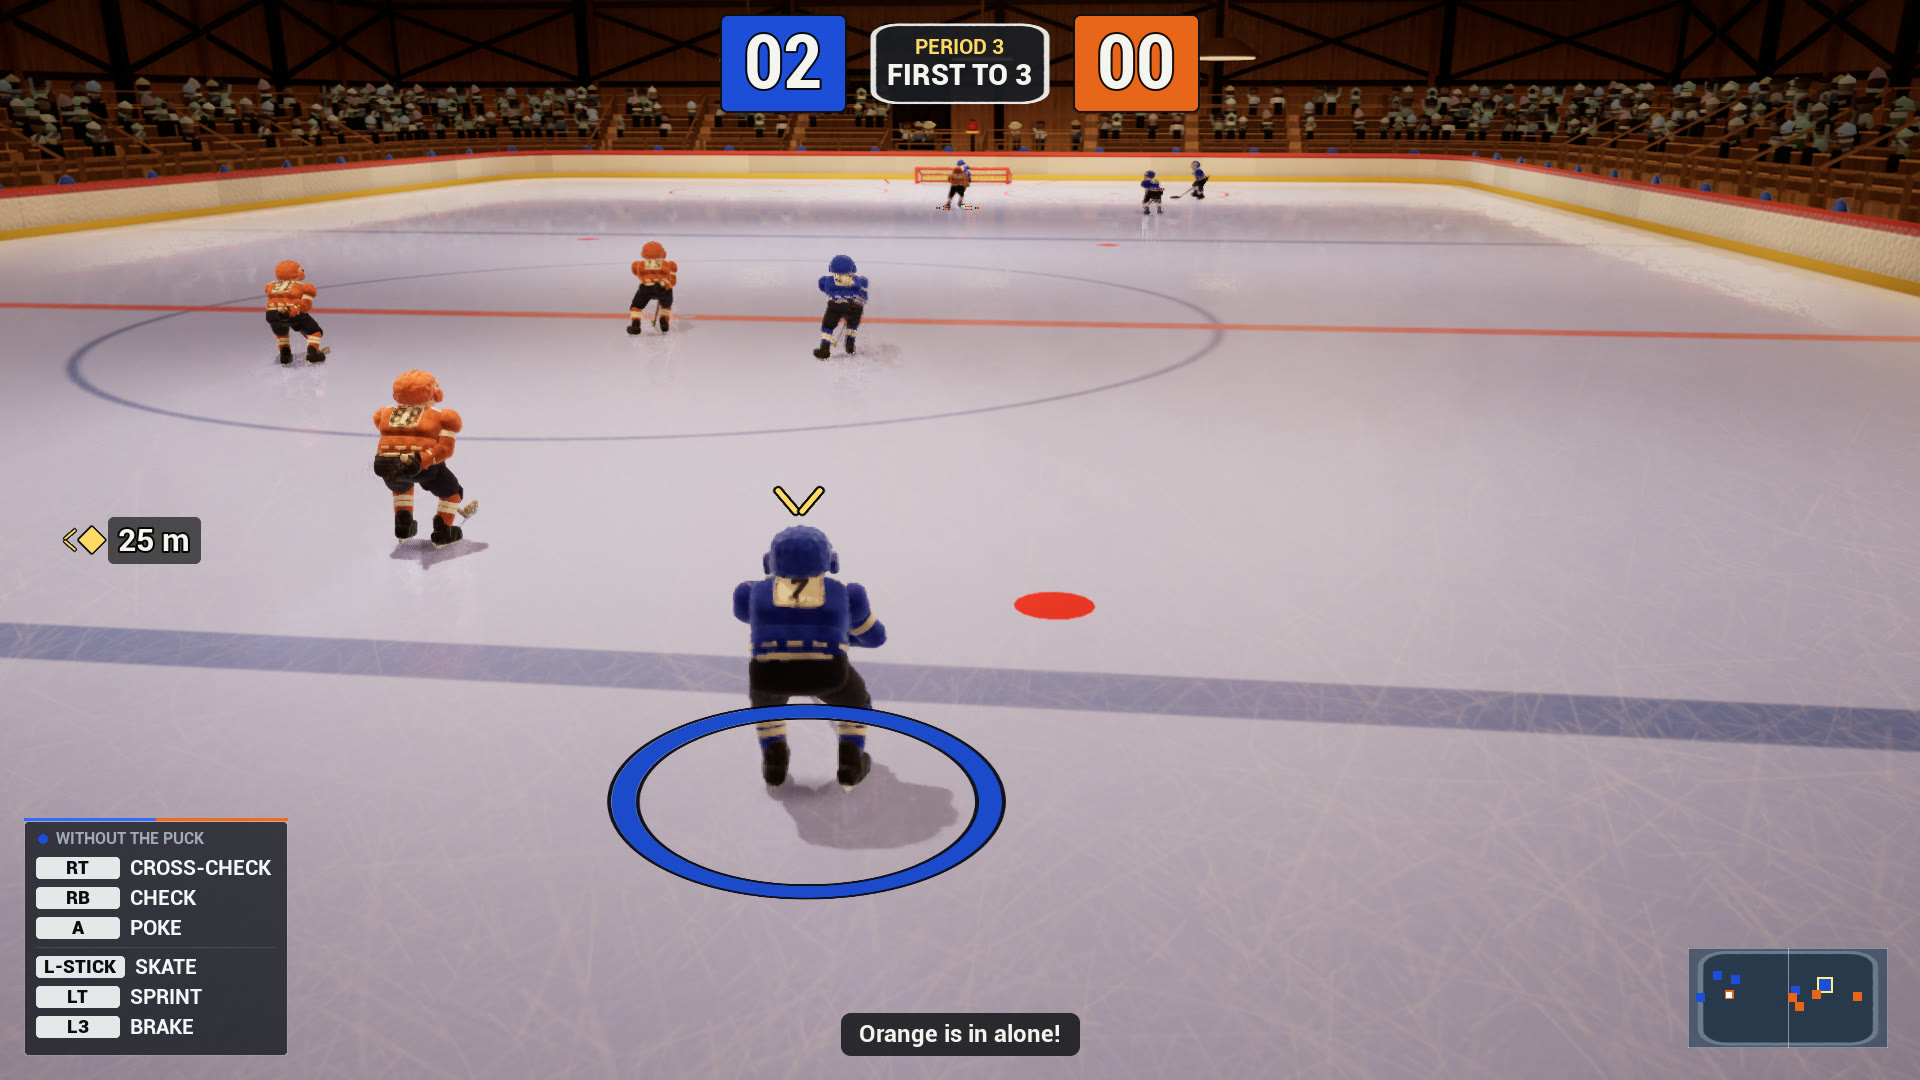 02
PERIOD 3
FIRST TO 3
00
25 m
7
WITHOUT THE PUCK
RT CROSS-CHECK
RB CHECK
A POKE
L-STICK SKATE
LT SPRINT
L3 BRAKE
Orange is in alone!